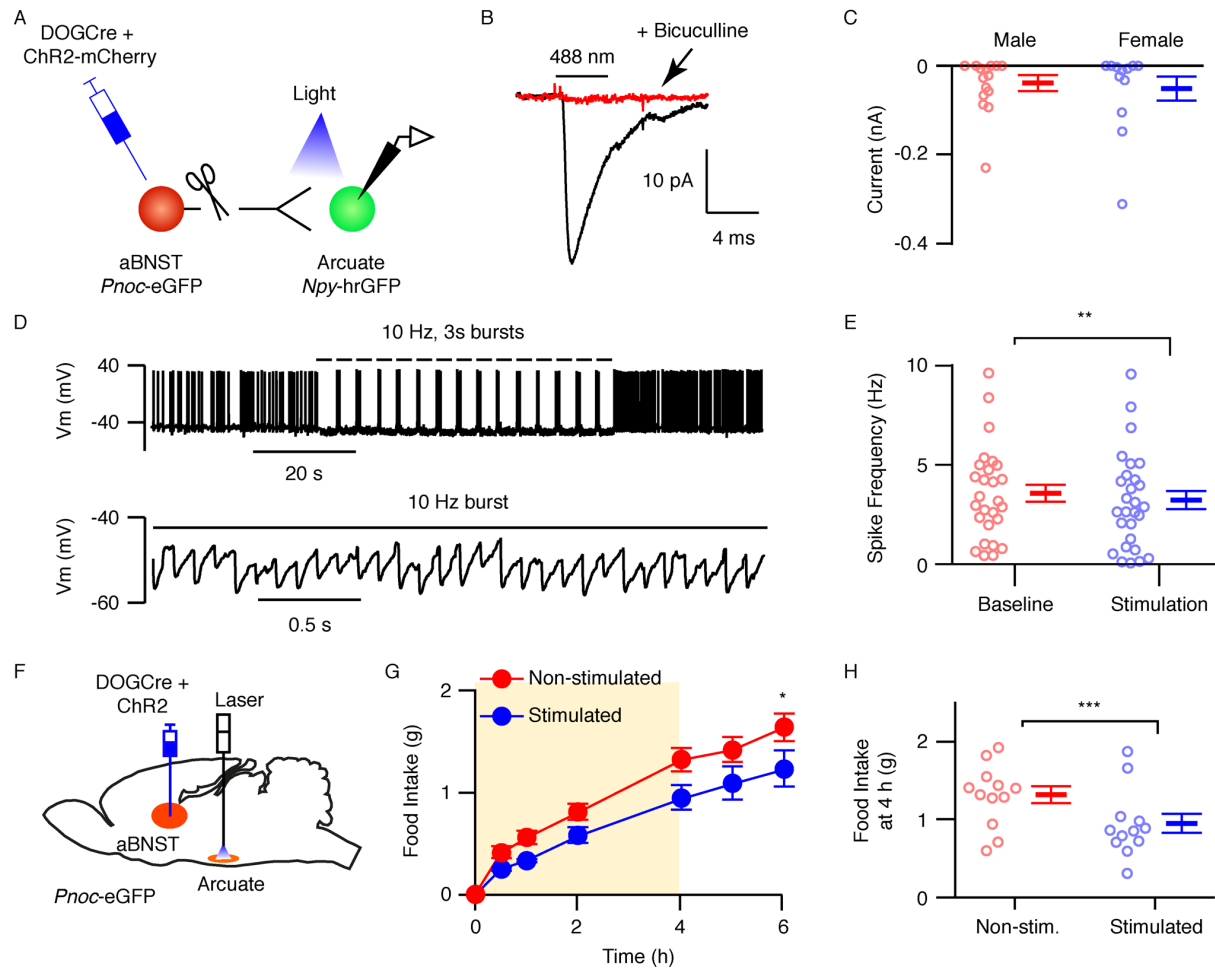 A
DOGCre +
ChR2-mCherry
Light
aBNST
Pnoc-eGFP
Arcuate
Npy-hrGFP
B
+ Bicuculline
488 nm
10 pA
4 ms
C
Male
Female
Current (nA)
0
-0.2
-0.4
D
10 Hz, 3s bursts
Vm (mV)
40
-40
20 s
10 Hz burst
Vm (mV)
-40
-60
0.5 s
E
**
Spike Frequency (Hz)
10
5
0
Baseline
Stimulation
F
DOGCre +
ChR2
Laser
aBNST
Arcuate
Pnoc-eGFP
G
Non-stimulated
Stimulated
*
Food Intake (g)
2
1
0
0
2
4
6
Time (h)
H
***
Food Intake
at 4 h (g)
2
1
0
Non-stim.
Stimulated